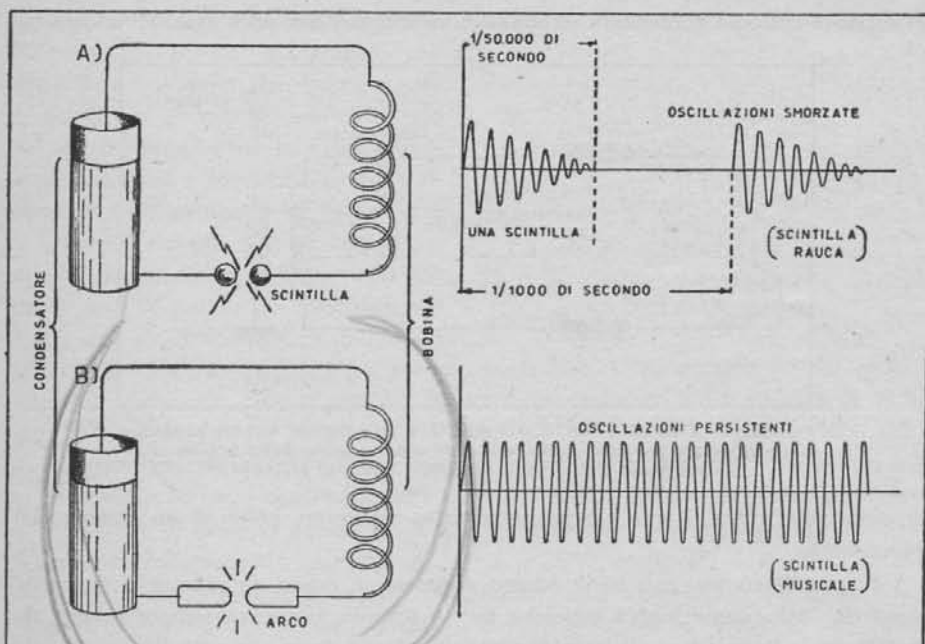 A)
1/50.000 DI
SECONDO
OSCILLAZIONI SMORZATE
UNA SCINTILLA
(SCINTILLA
RAUCA)
SCINTILLA
1/1000 DI SECONDO
CONDENSATORE
BOBINA
B)
OSCILLAZIONI PERSISTENTI
(SCINTILLA
MUSICALE)
ARCO